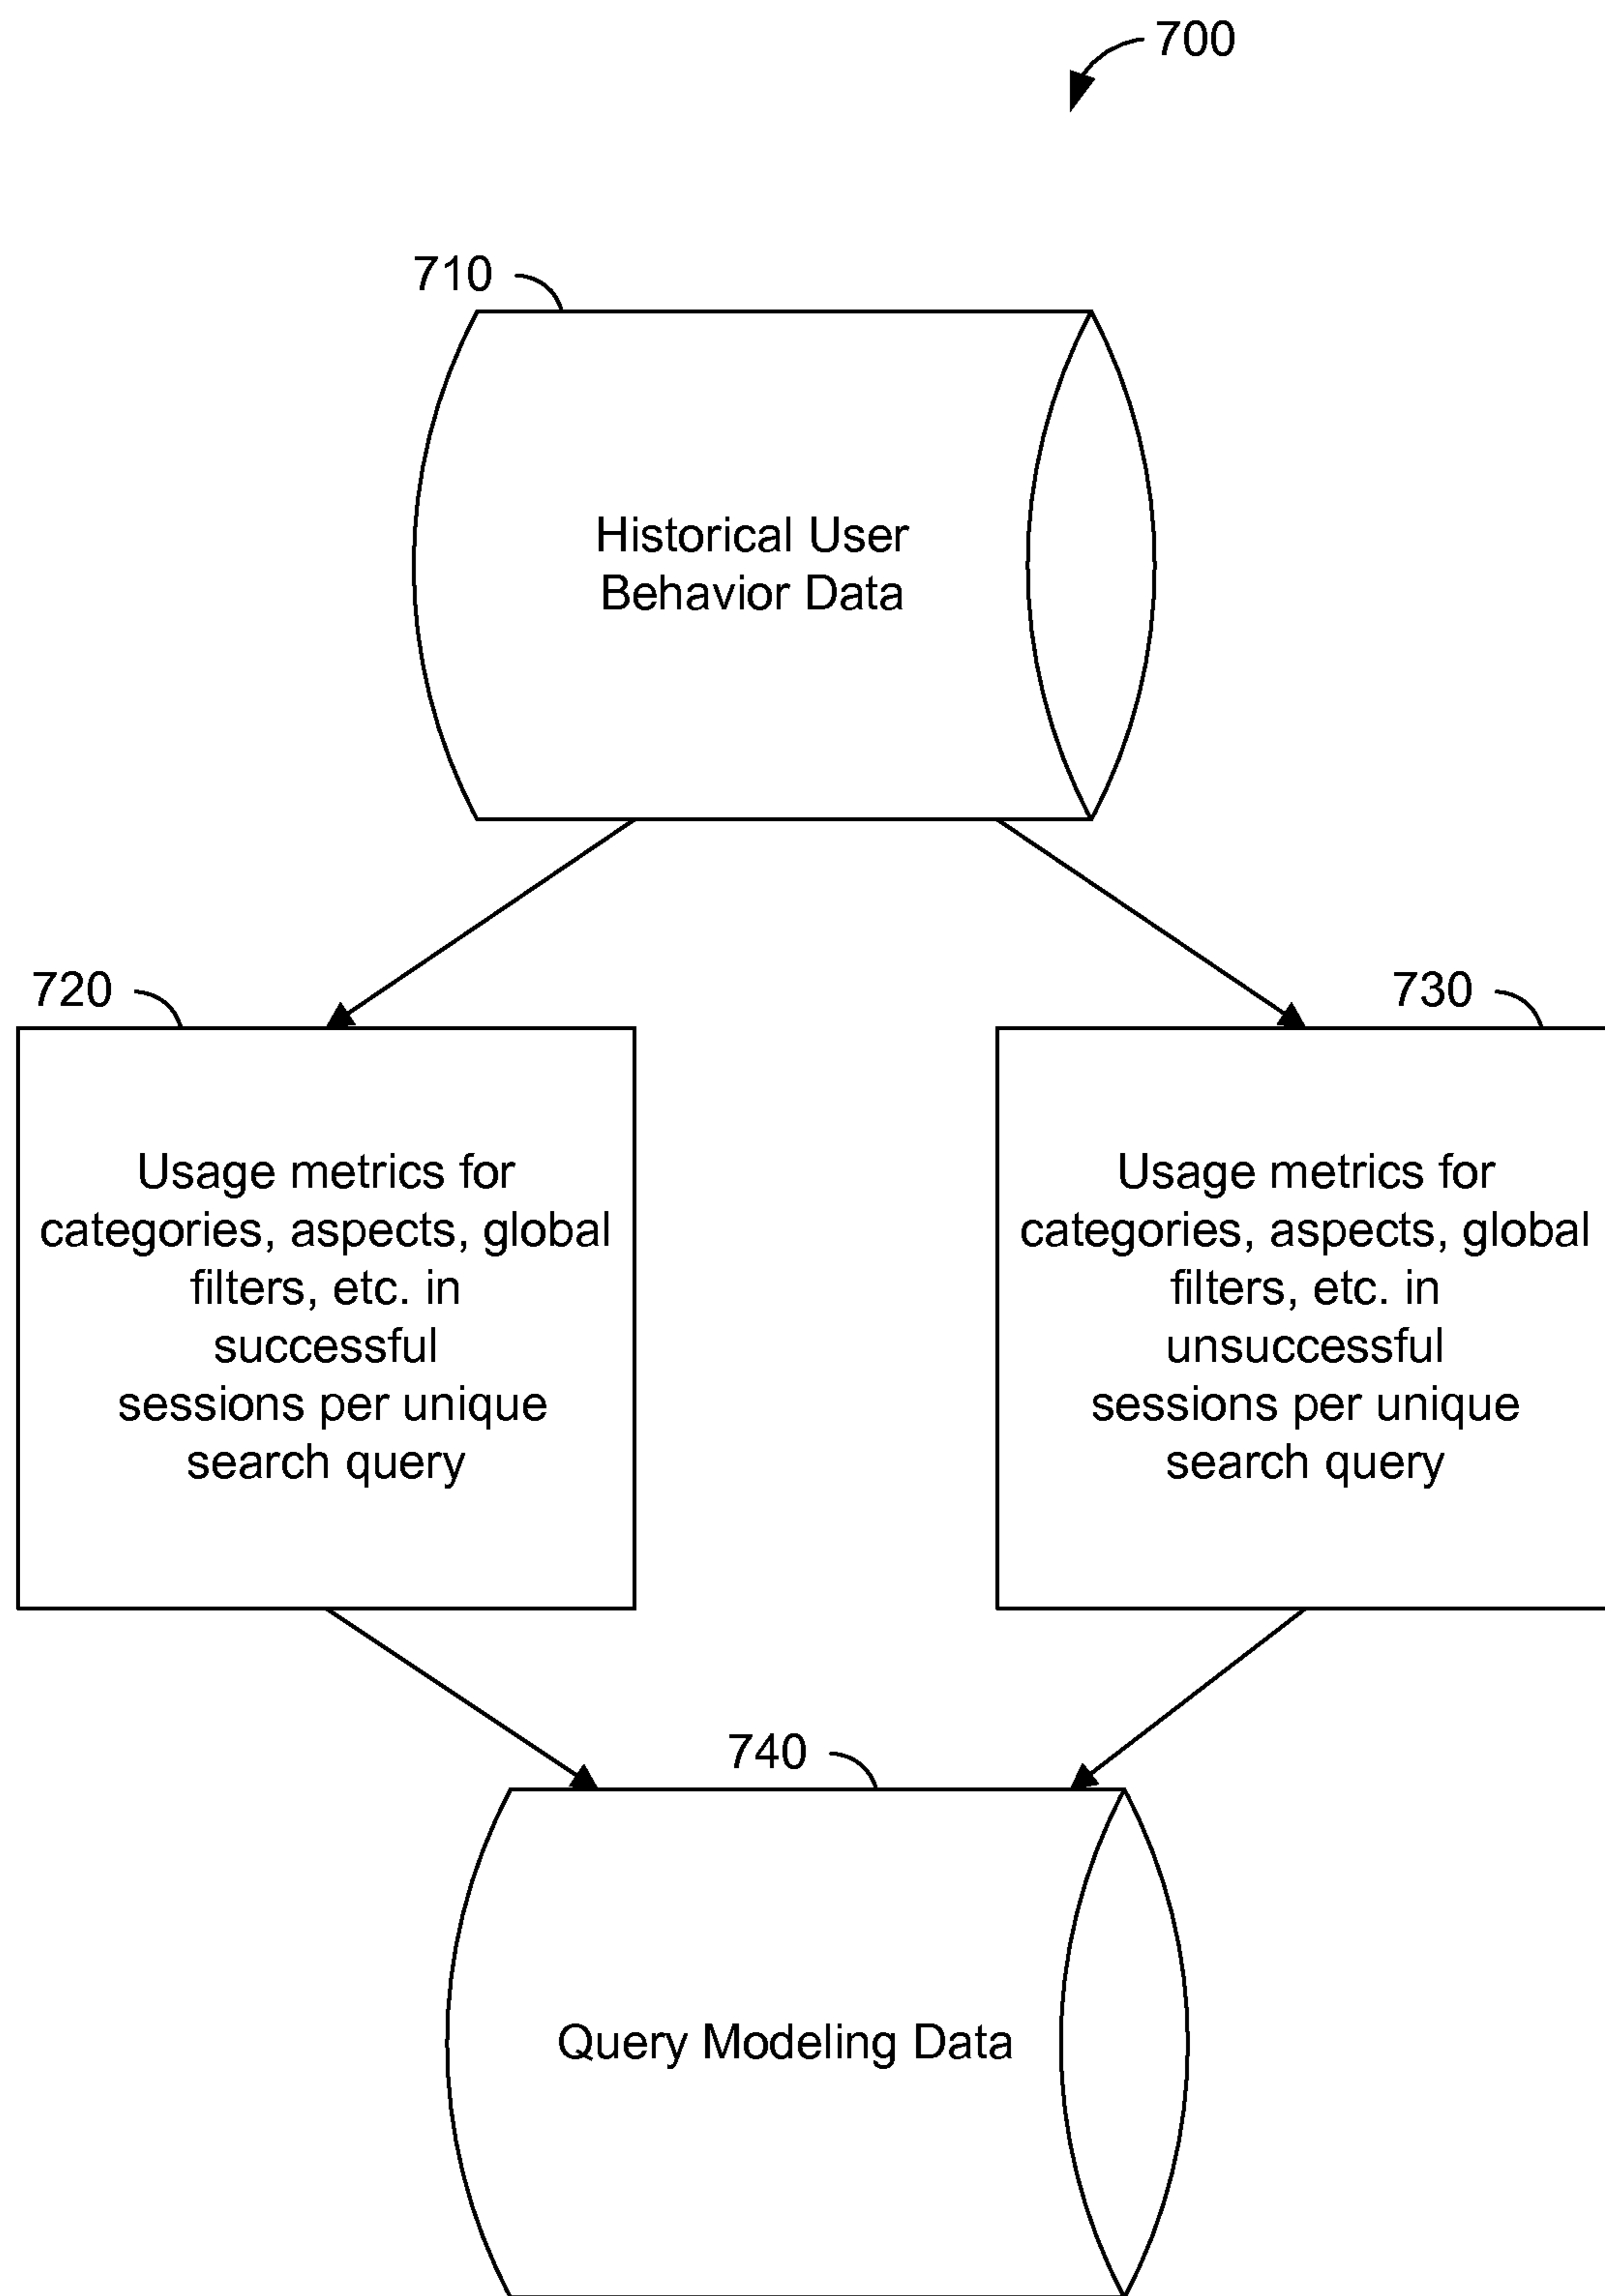 700
710
Historical User
Behavior Data
720
Usage metrics for
categories, aspects, global
filters, etc. in
successful
sessions per unique
search query
730
Usage metrics for
categories, aspects, global
filters, etc. in
unsuccessful
sessions per unique
search query
740
Query Modeling Data